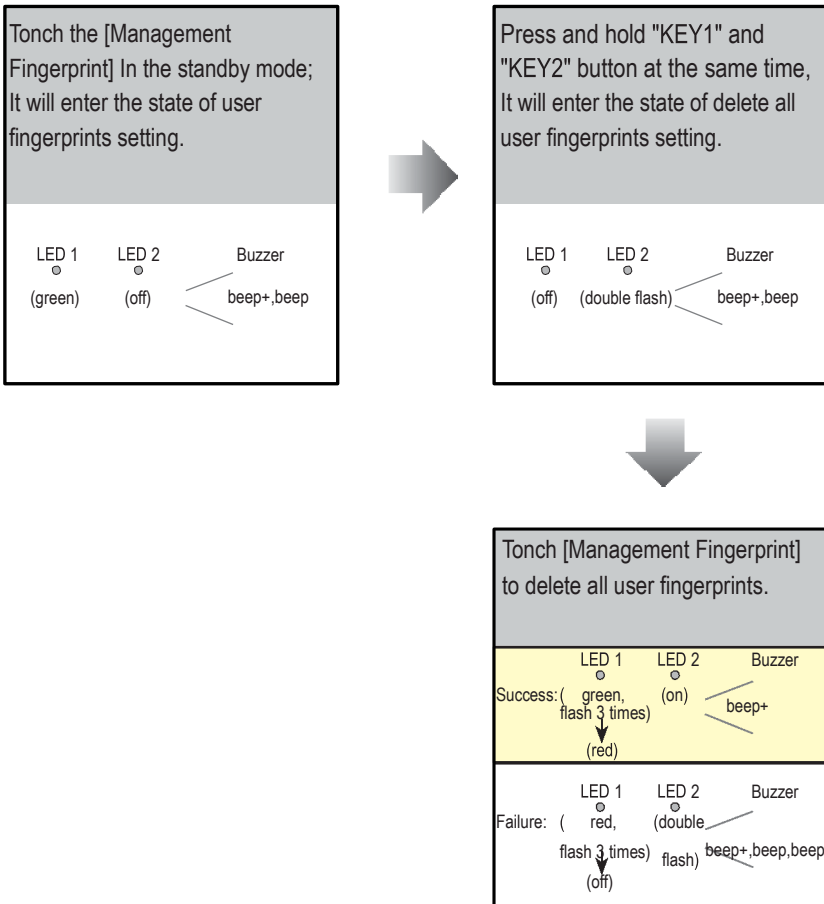 Tonch the [Management
Fingerprint] In the standby mode;
It will enter the state of user
fingerprints setting.
LED 1 LED 2 Buzzer
(green) (off) beep+,beep
Press and hold "KEY1" and
"KEY2" button at the same time,
It will enter the state of delete all
user fingerprints setting.
LED 1 LED 2 Buzzer
(off) (double flash) beep+,beep
Tonch [Management Fingerprint]
to delete all user fingerprints.
LED 1 LED 2 Buzzer
Success: ( green, (on) beep+
flash 3 times)
(red)
LED 1 LED 2 Buzzer
Failure: ( red, (double
flash 3 times) flash) beep+,beep,beep
(off)